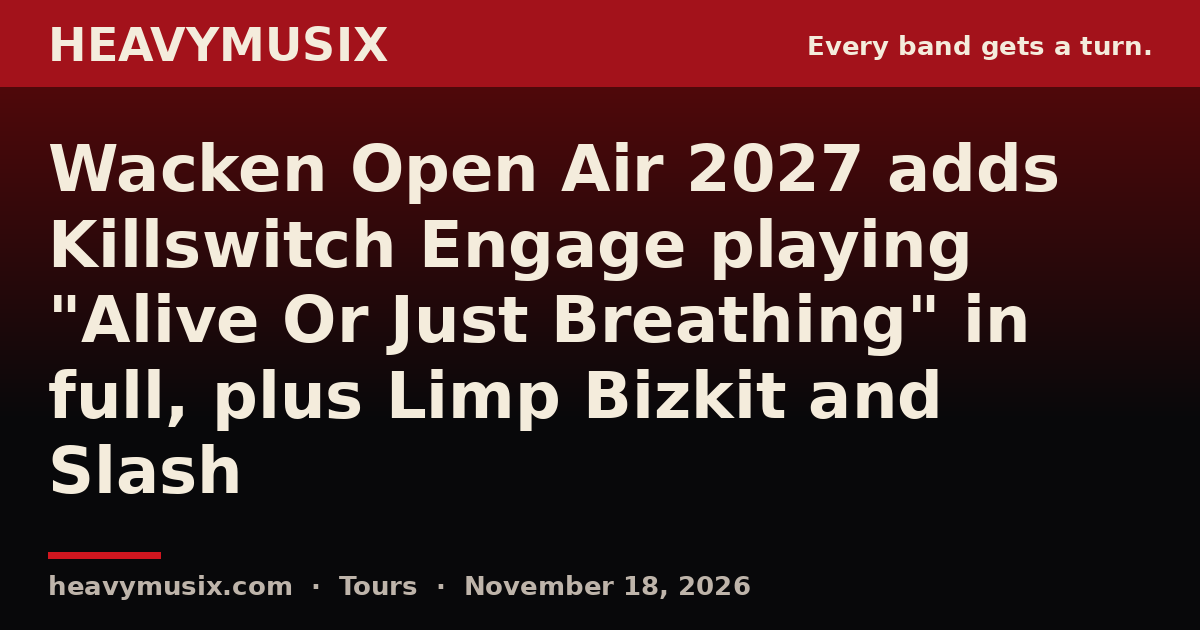 HEAVYMUSIX
Every band gets a turn.
Wacken Open Air 2027 adds
Killswitch Engage playing
"Alive Or Just Breathing" in
full, plus Limp Bizkit and
Slash
heavymusix.com · Tours · November 18, 2026